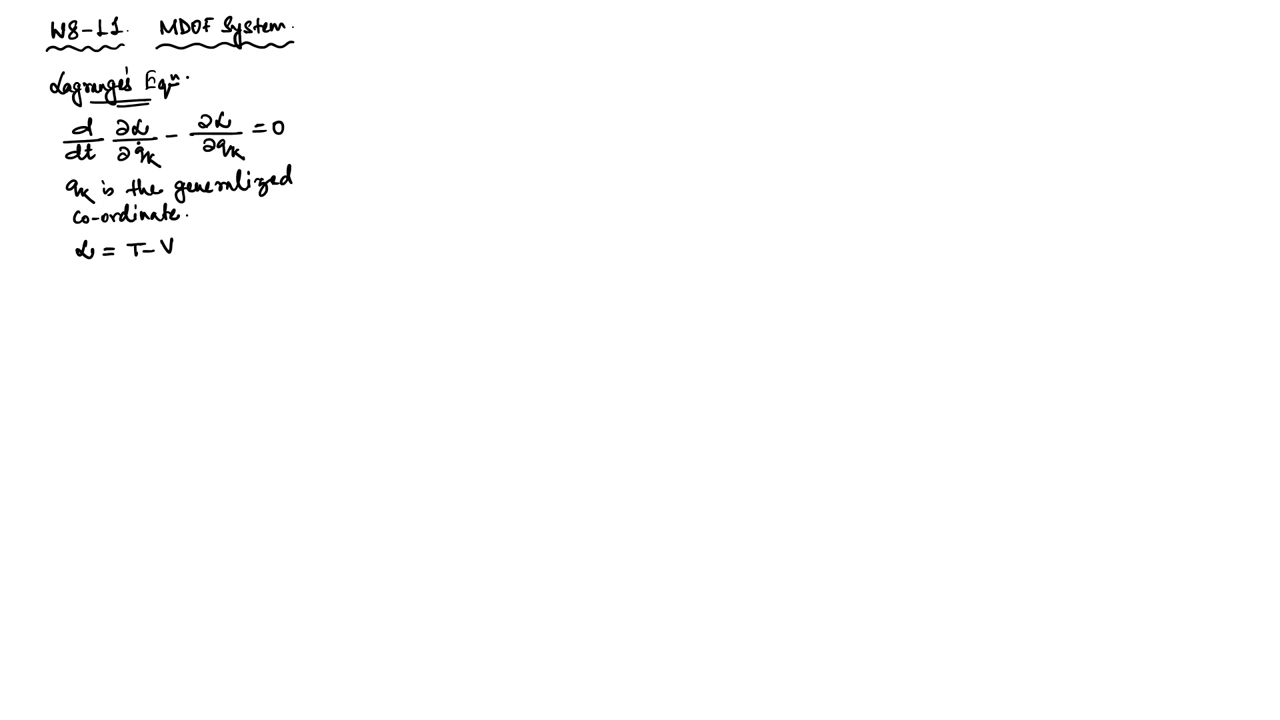 W8-L1. MDOF System.
Lagrange's Eqⁿ.
d/dt ∂ℒ/∂q̇ₖ - ∂ℒ/∂qₖ = 0
qₖ is the generalized
co-ordinate.
ℒ = T-V